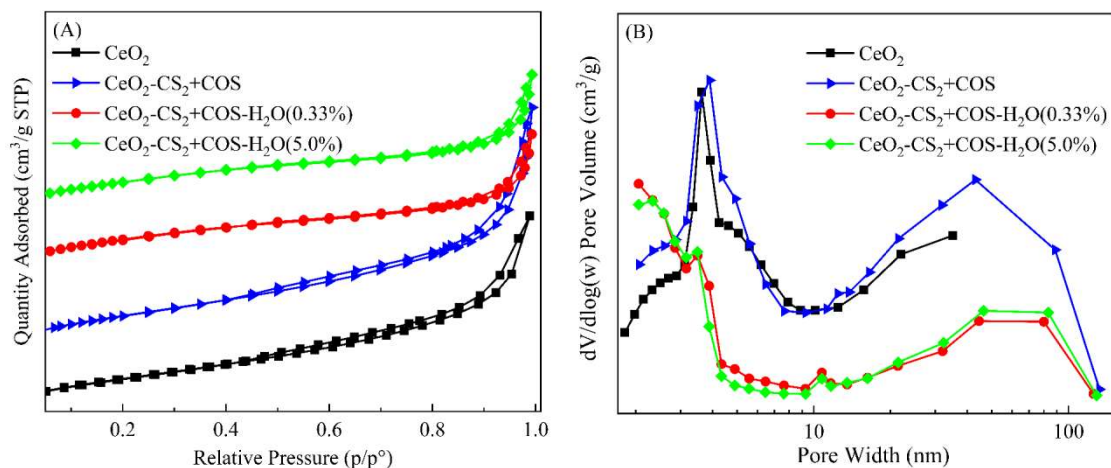 (A)
CeO₂
CeO₂-CS₂+COS
CeO₂-CS₂+COS-H₂O(0.33%)
CeO₂-CS₂+COS-H₂O(5.0%)
Quantity Adsorbed (cm³/g STP)
0.2 0.4 0.6 0.8 1.0
Relative Pressure (p/p°)
(B)
CeO₂
CeO₂-CS₂+COS
CeO₂-CS₂+COS-H₂O(0.33%)
CeO₂-CS₂+COS-H₂O(5.0%)
dV/dlog(w) Pore Volume (cm³/g)
10 100
Pore Width (nm)